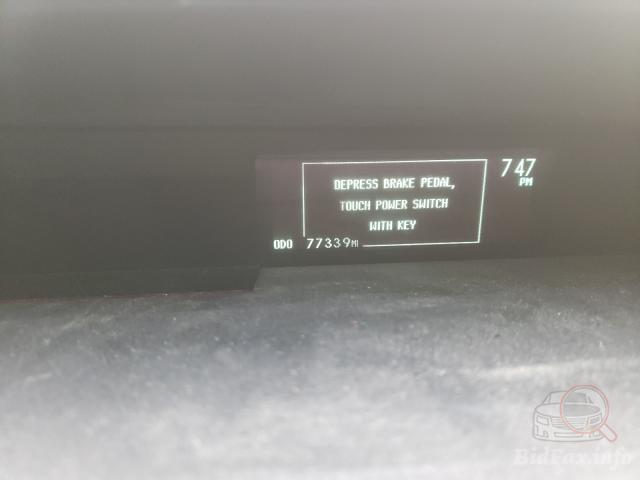 747
PM
DEPRESS BRAKE PEDAL,
TOUCH POWER SWITCH
WITH KEY
ODO 77339MI
BidFax.info